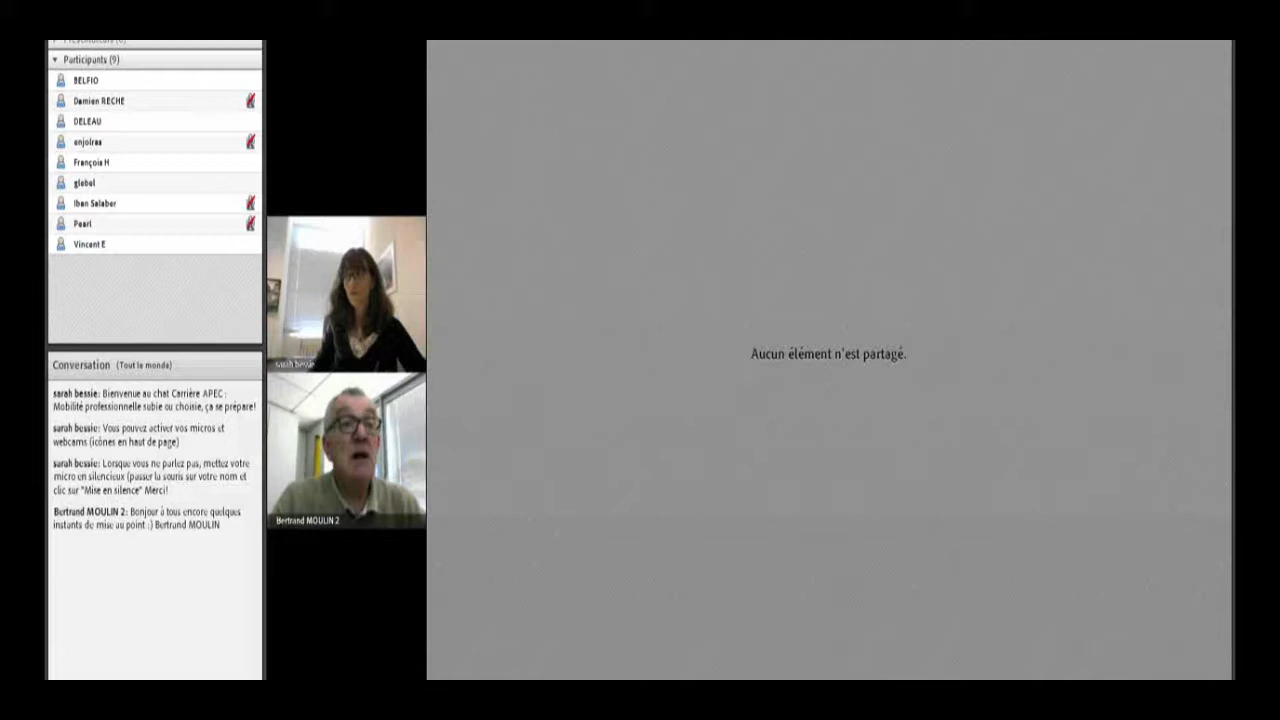 Participants (9)
BELFIO
Damien RECHE
DELEAU
enjolras
François H
glebel
Iban Salaber
Pearl
Vincent E
sarah bessie
Bertrand MOULIN 2
Aucun élément n'est partagé.
Conversation (Tout le monde)
sarah bessie: Bienvenue au chat Carrière APEC :
Mobilité professionnelle subie ou choisie, ça se prépare!
sarah bessie: Vous pouvez activer vos micros et
webcams (icônes en haut de page)
sarah bessie: Lorsque vous ne parlez pas, mettez votre
micro en silencieux (passer la souris sur votre nom et
clic sur "Mise en silence" Merci!
Bertrand MOULIN 2: Bonjour à tous encore quelques
instants de mise au point :) Bertrand MOULIN